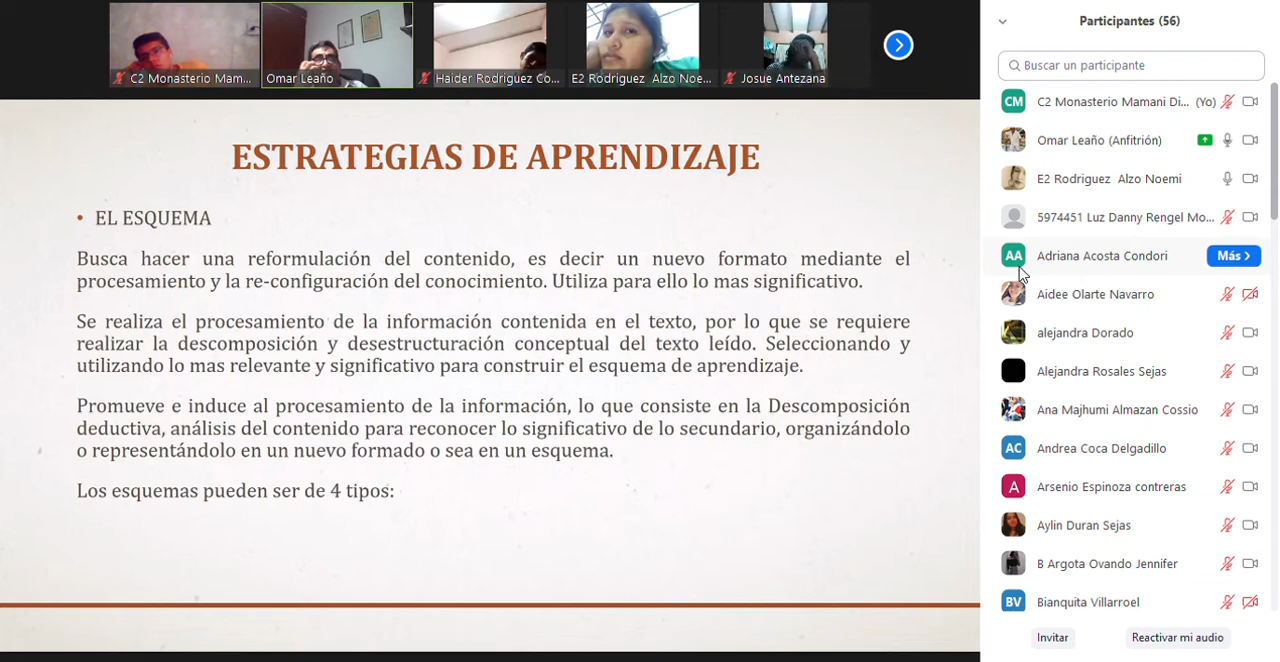 C2 Monasterio Mam...
Omar Leaño
Haider Rodriguez Co...
E2 Rodriguez Alzo Noe...
Josue Antezana
ESTRATEGIAS DE APRENDIZAJE
• EL ESQUEMA
Busca hacer una reformulación del contenido, es decir un nuevo formato mediante el
procesamiento y la re-configuración del conocimiento. Utiliza para ello lo mas significativo.
Se realiza el procesamiento de la información contenida en el texto, por lo que se requiere
realizar la descomposición y desestructuración conceptual del texto leído. Seleccionando y
utilizando lo mas relevante y significativo para construir el esquema de aprendizaje.
Promueve e induce al procesamiento de la información, lo que consiste en la Descomposición
deductiva, análisis del contenido para reconocer lo significativo de lo secundario, organizándolo
o representándolo en un nuevo formado o sea en un esquema.
Los esquemas pueden ser de 4 tipos:
Participantes (56)
Buscar un participante
CM C2 Monasterio Mamani Di... (Yo)
Omar Leaño (Anfitrión)
E2 Rodriguez Alzo Noemi
5974451 Luz Danny Rengel Mo...
AA Adriana Acosta Condori Más >
Aidee Olarte Navarro
alejandra Dorado
Alejandra Rosales Sejas
Ana Majhumi Almazan Cossio
AC Andrea Coca Delgadillo
A Arsenio Espinoza contreras
Aylin Duran Sejas
B Argota Ovando Jennifer
BV Bianquita Villarroel
Invitar
Reactivar mi audio